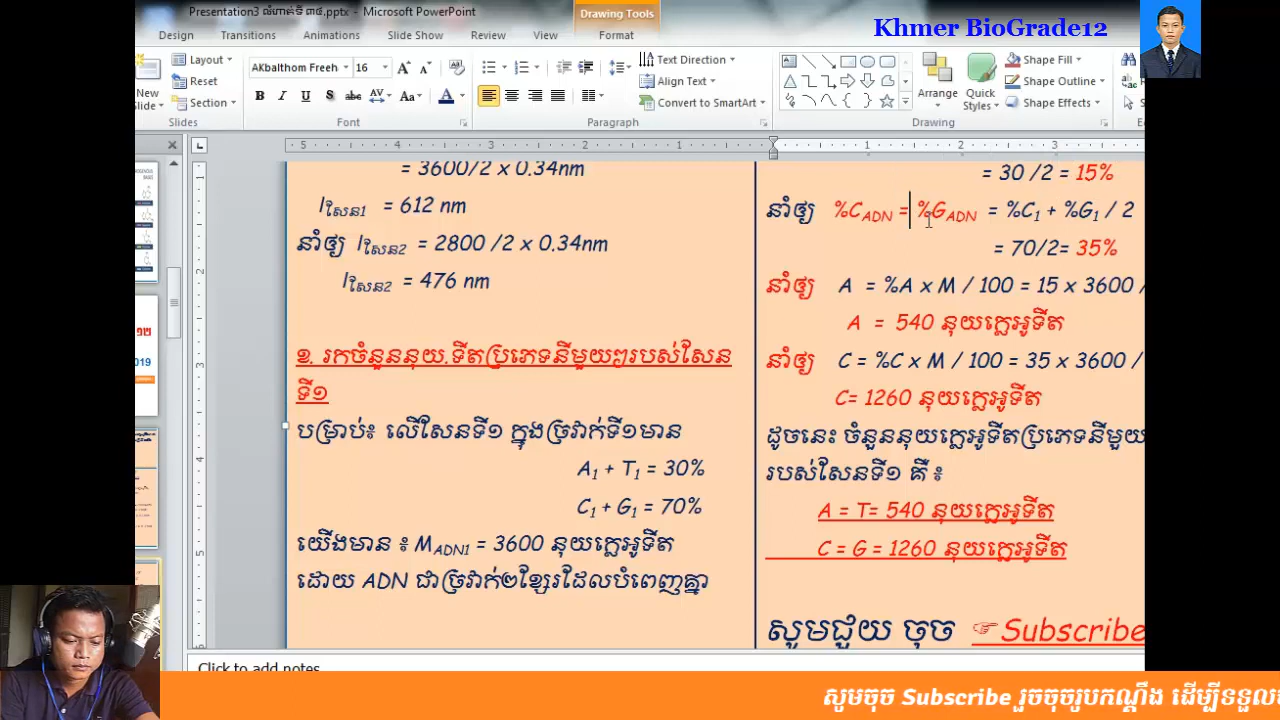 Presentation3 លំហាត់ទី ៣៤.pptx - Microsoft PowerPoint
Drawing Tools
Khmer BioGrade12
Design Transitions Animations Slide Show Review View Format
New Slide
Layout
Reset
Section
Slides
AKbalthom Freeh 16
B I U S abc AV Aa A
Font
Paragraph
Text Direction
Align Text
Convert to SmartArt
Arrange
Quick Styles
Shape Fill
Shape Outline
Shape Effects
Drawing
= 3600/2 x 0.34nm
lសែន1 = 612 nm
នាំឲ្យ lសែន2 = 2800 /2 x 0.34nm
lសែន2 = 476 nm
ខ. រកចំនួននុយ.ទីតប្រភេទនីមួយៗរបស់សែន
ទី១
បម្រាប់៖ លើសែនទី១ ក្នុងច្រវាក់ទី១មាន
A1 + T1 = 30%
C1 + G1 = 70%
យើងមាន ៖ MADN1 = 3600 នុយក្លេអូទីត
ដោយ ADN ជាច្រវាក់២ខ្សែរដែលបំពេញគ្នា
= 30 /2 = 15%
នាំឲ្យ %CADN = %GADN = %C1 + %G1 / 2
= 70/2= 35%
នាំឲ្យ A = %A x M / 100 = 15 x 3600 /
A = 540 នុយក្លេអូទីត
នាំឲ្យ C = %C x M / 100 = 35 x 3600 /
C= 1260 នុយក្លេអូទីត
ដូចនេះ ចំនួននុយក្លេអូទីតប្រភេទនីមួយ
របស់សែនទី១ គឺ ៖
A = T= 540 នុយក្លេអូទីត
C = G = 1260 នុយក្លេអូទីត
សូមជួយ ចុច ☞Subscribe
Click to add notes
សូមចុច Subscribe រួចចុចរូបកណ្ដឹង ដើម្បីទទួល